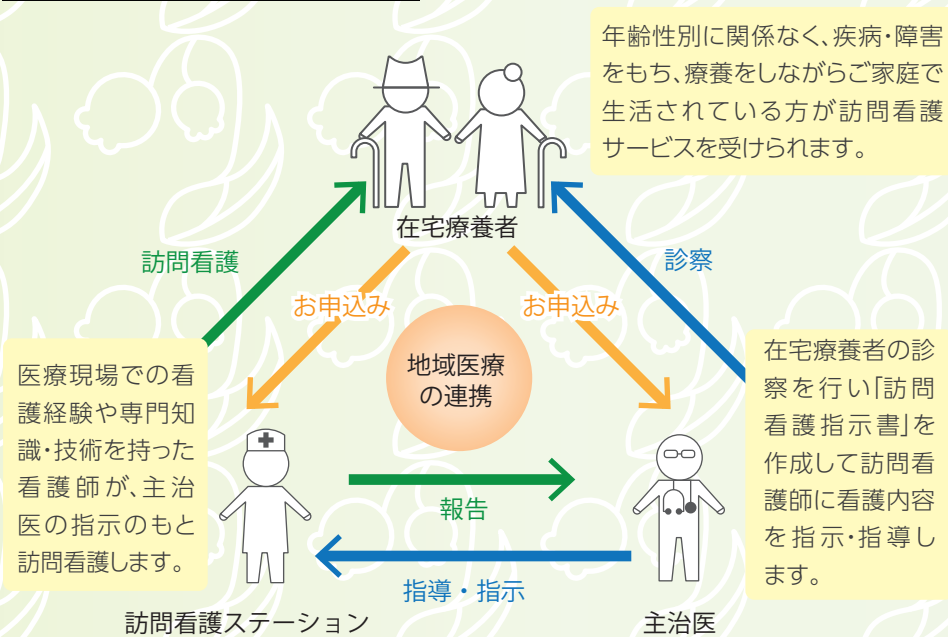 年齢性別に関係なく、疾病・障害
をもち、療養をしながらご家庭で
生活されている方が訪問看護
サービスを受けられます。
在宅療養者
訪問看護
診察
お申込み
お申込み
地域医療
の連携
医療現場での看
護経験や専門知
識・技術を持った
看護師が、主治
医の指示のもと
訪問看護します。
在宅療養者の診
察を行い「訪問
看護指示書」を
作成して訪問看
護師に看護内容
を指示・指導し
ます。
報告
指導・指示
訪問看護ステーション
主治医